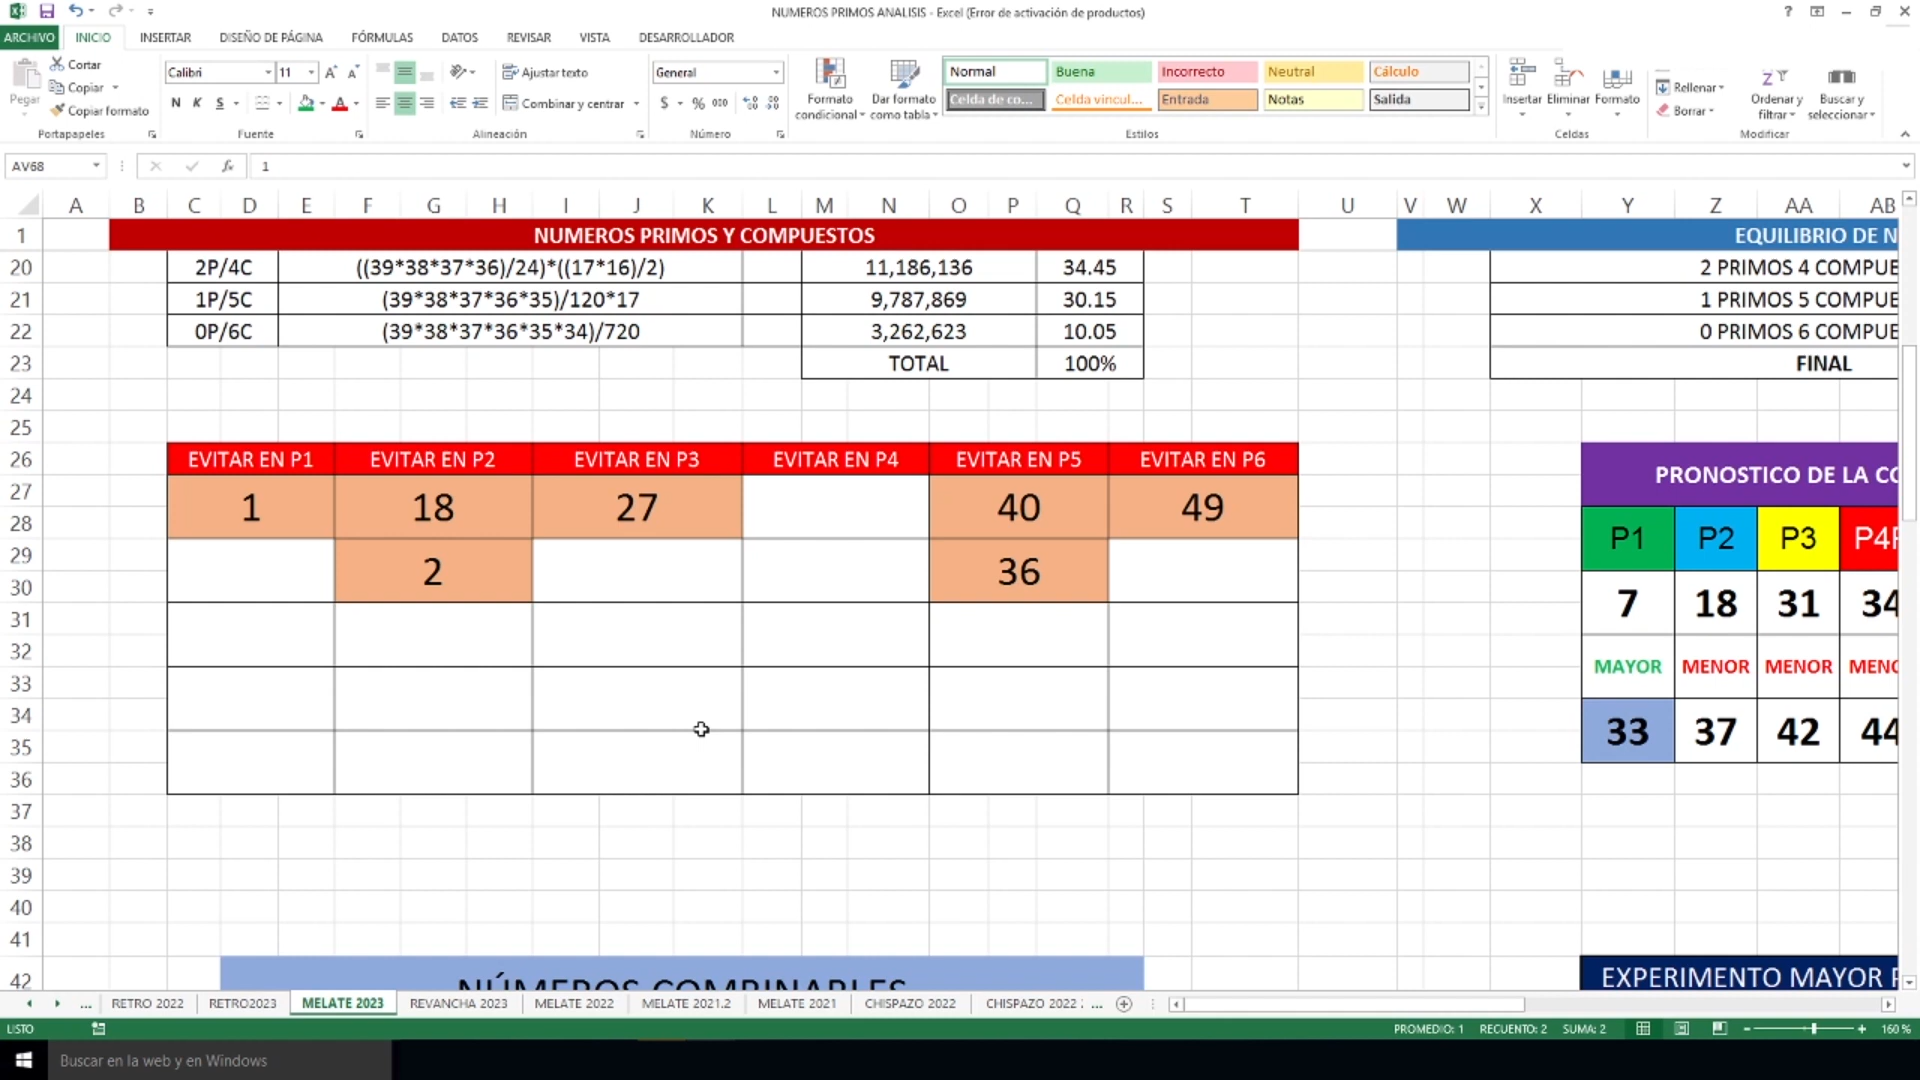 NUMEROS PRIMOS ANALISIS - Excel (Error de activación de productos)
ARCHIVO INICIO INSERTAR DISEÑO DE PÁGINA FÓRMULAS DATOS REVISAR VISTA DESARROLLADOR
Pegar
Cortar
Copiar
Copiar formato
Portapapeles
Calibri 11
N K S
Fuente
Ajustar texto
Combinar y centrar
Alineación
General
$ % 000
Número
Formato condicional
Dar formato como tabla
Normal Buena Incorrecto Neutral Cálculo
Celda de co... Celda vincul... Entrada Notas Salida
Estilos
Insertar Eliminar Formato
Celdas
Rellenar
Borrar
Ordenar y filtrar
Buscar y seleccionar
Modificar
AV68 fx 1
A B C D E F G H I J K L M N O P Q R S T U V W X Y Z AA AB
1 NUMEROS PRIMOS Y COMPUESTOS EQUILIBRIO DE N
20 2P/4C ((39*38*37*36)/24)*((17*16)/2) 11,186,136 34.45 2 PRIMOS 4 COMPUE
21 1P/5C (39*38*37*36*35)/120*17 9,787,869 30.15 1 PRIMOS 5 COMPUE
22 0P/6C (39*38*37*36*35*34)/720 3,262,623 10.05 0 PRIMOS 6 COMPUE
23 TOTAL 100% FINAL
24
25
26 EVITAR EN P1 EVITAR EN P2 EVITAR EN P3 EVITAR EN P4 EVITAR EN P5 EVITAR EN P6
PRONOSTICO DE LA CO
27
1 18 27 40 49
28
P1 P2 P3 P4
29
2 36
30
7 18 31 34
31
32
MAYOR MENOR MENOR MENO
33
34
33 37 42 44
35
36
37
38
39
40
41
42 NÚMEROS COMBINABLES EXPERIMENTO MAYOR
... RETRO 2022 RETRO2023 MELATE 2023 REVANCHA 2023 MELATE 2022 MELATE 2021.2 MELATE 2021 CHISPAZO 2022 CHISPAZO 2022 ...
LISTO PROMEDIO: 1 RECUENTO: 2 SUMA: 2 160 %
Buscar en la web y en Windows